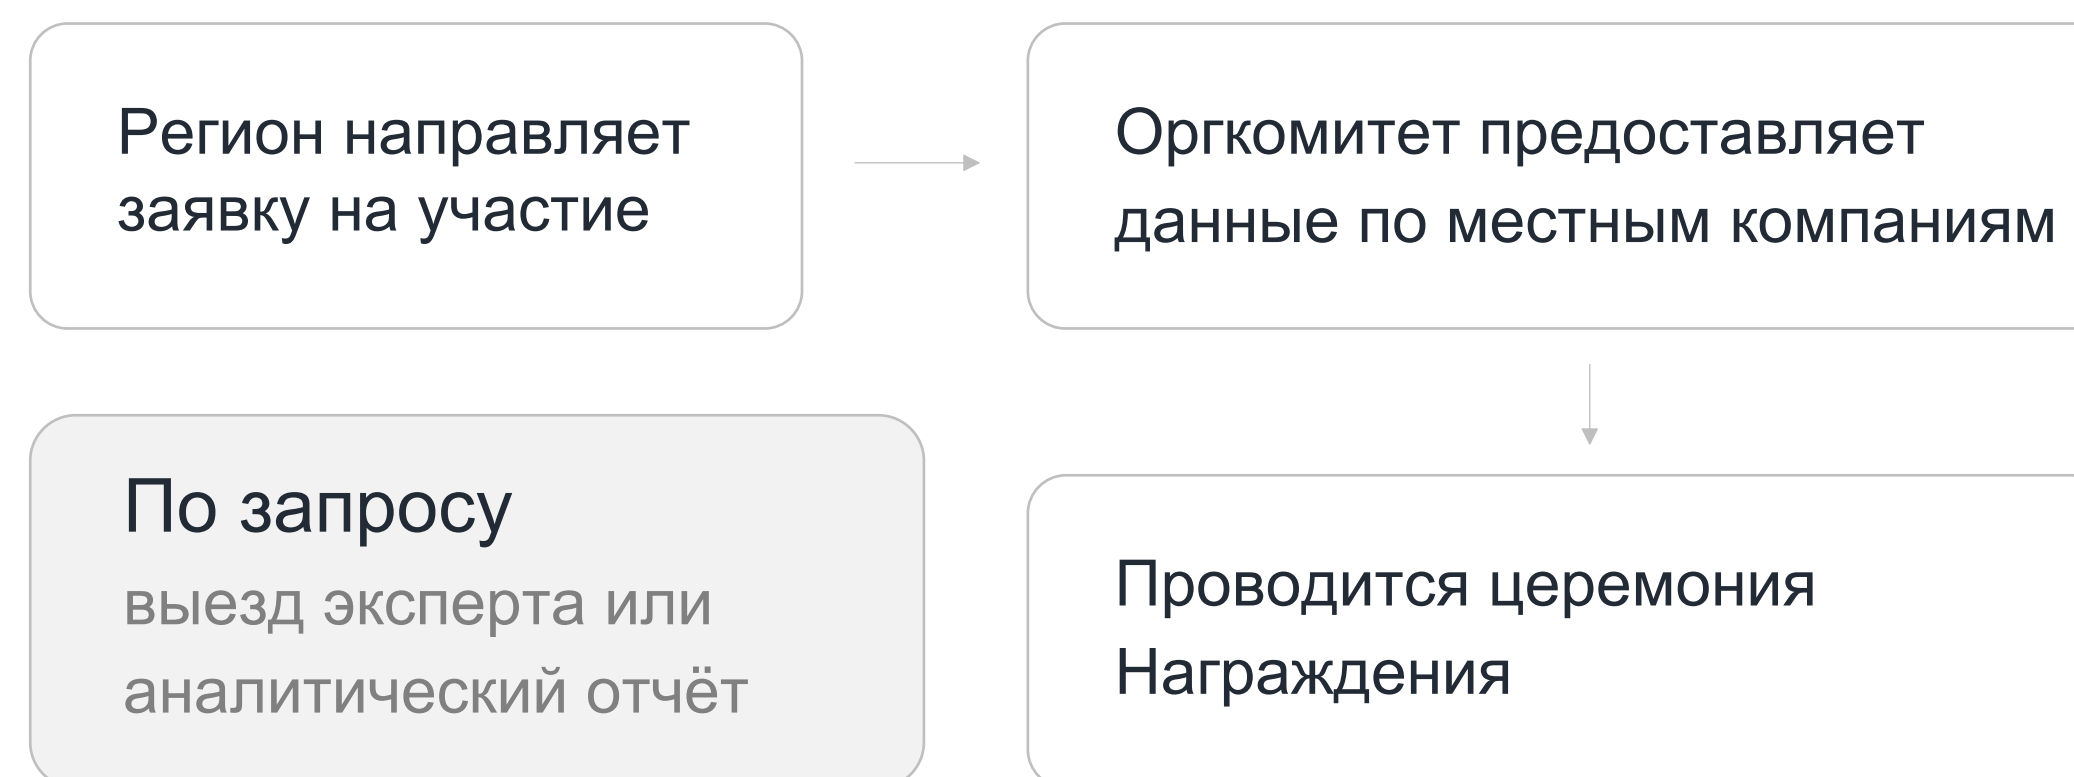 Регион направляет
заявку на участие
Оргкомитет предоставляет
данные по местным компаниям
По запросу
выезд эксперта или
аналитический отчёт
Проводится церемония
Награждения